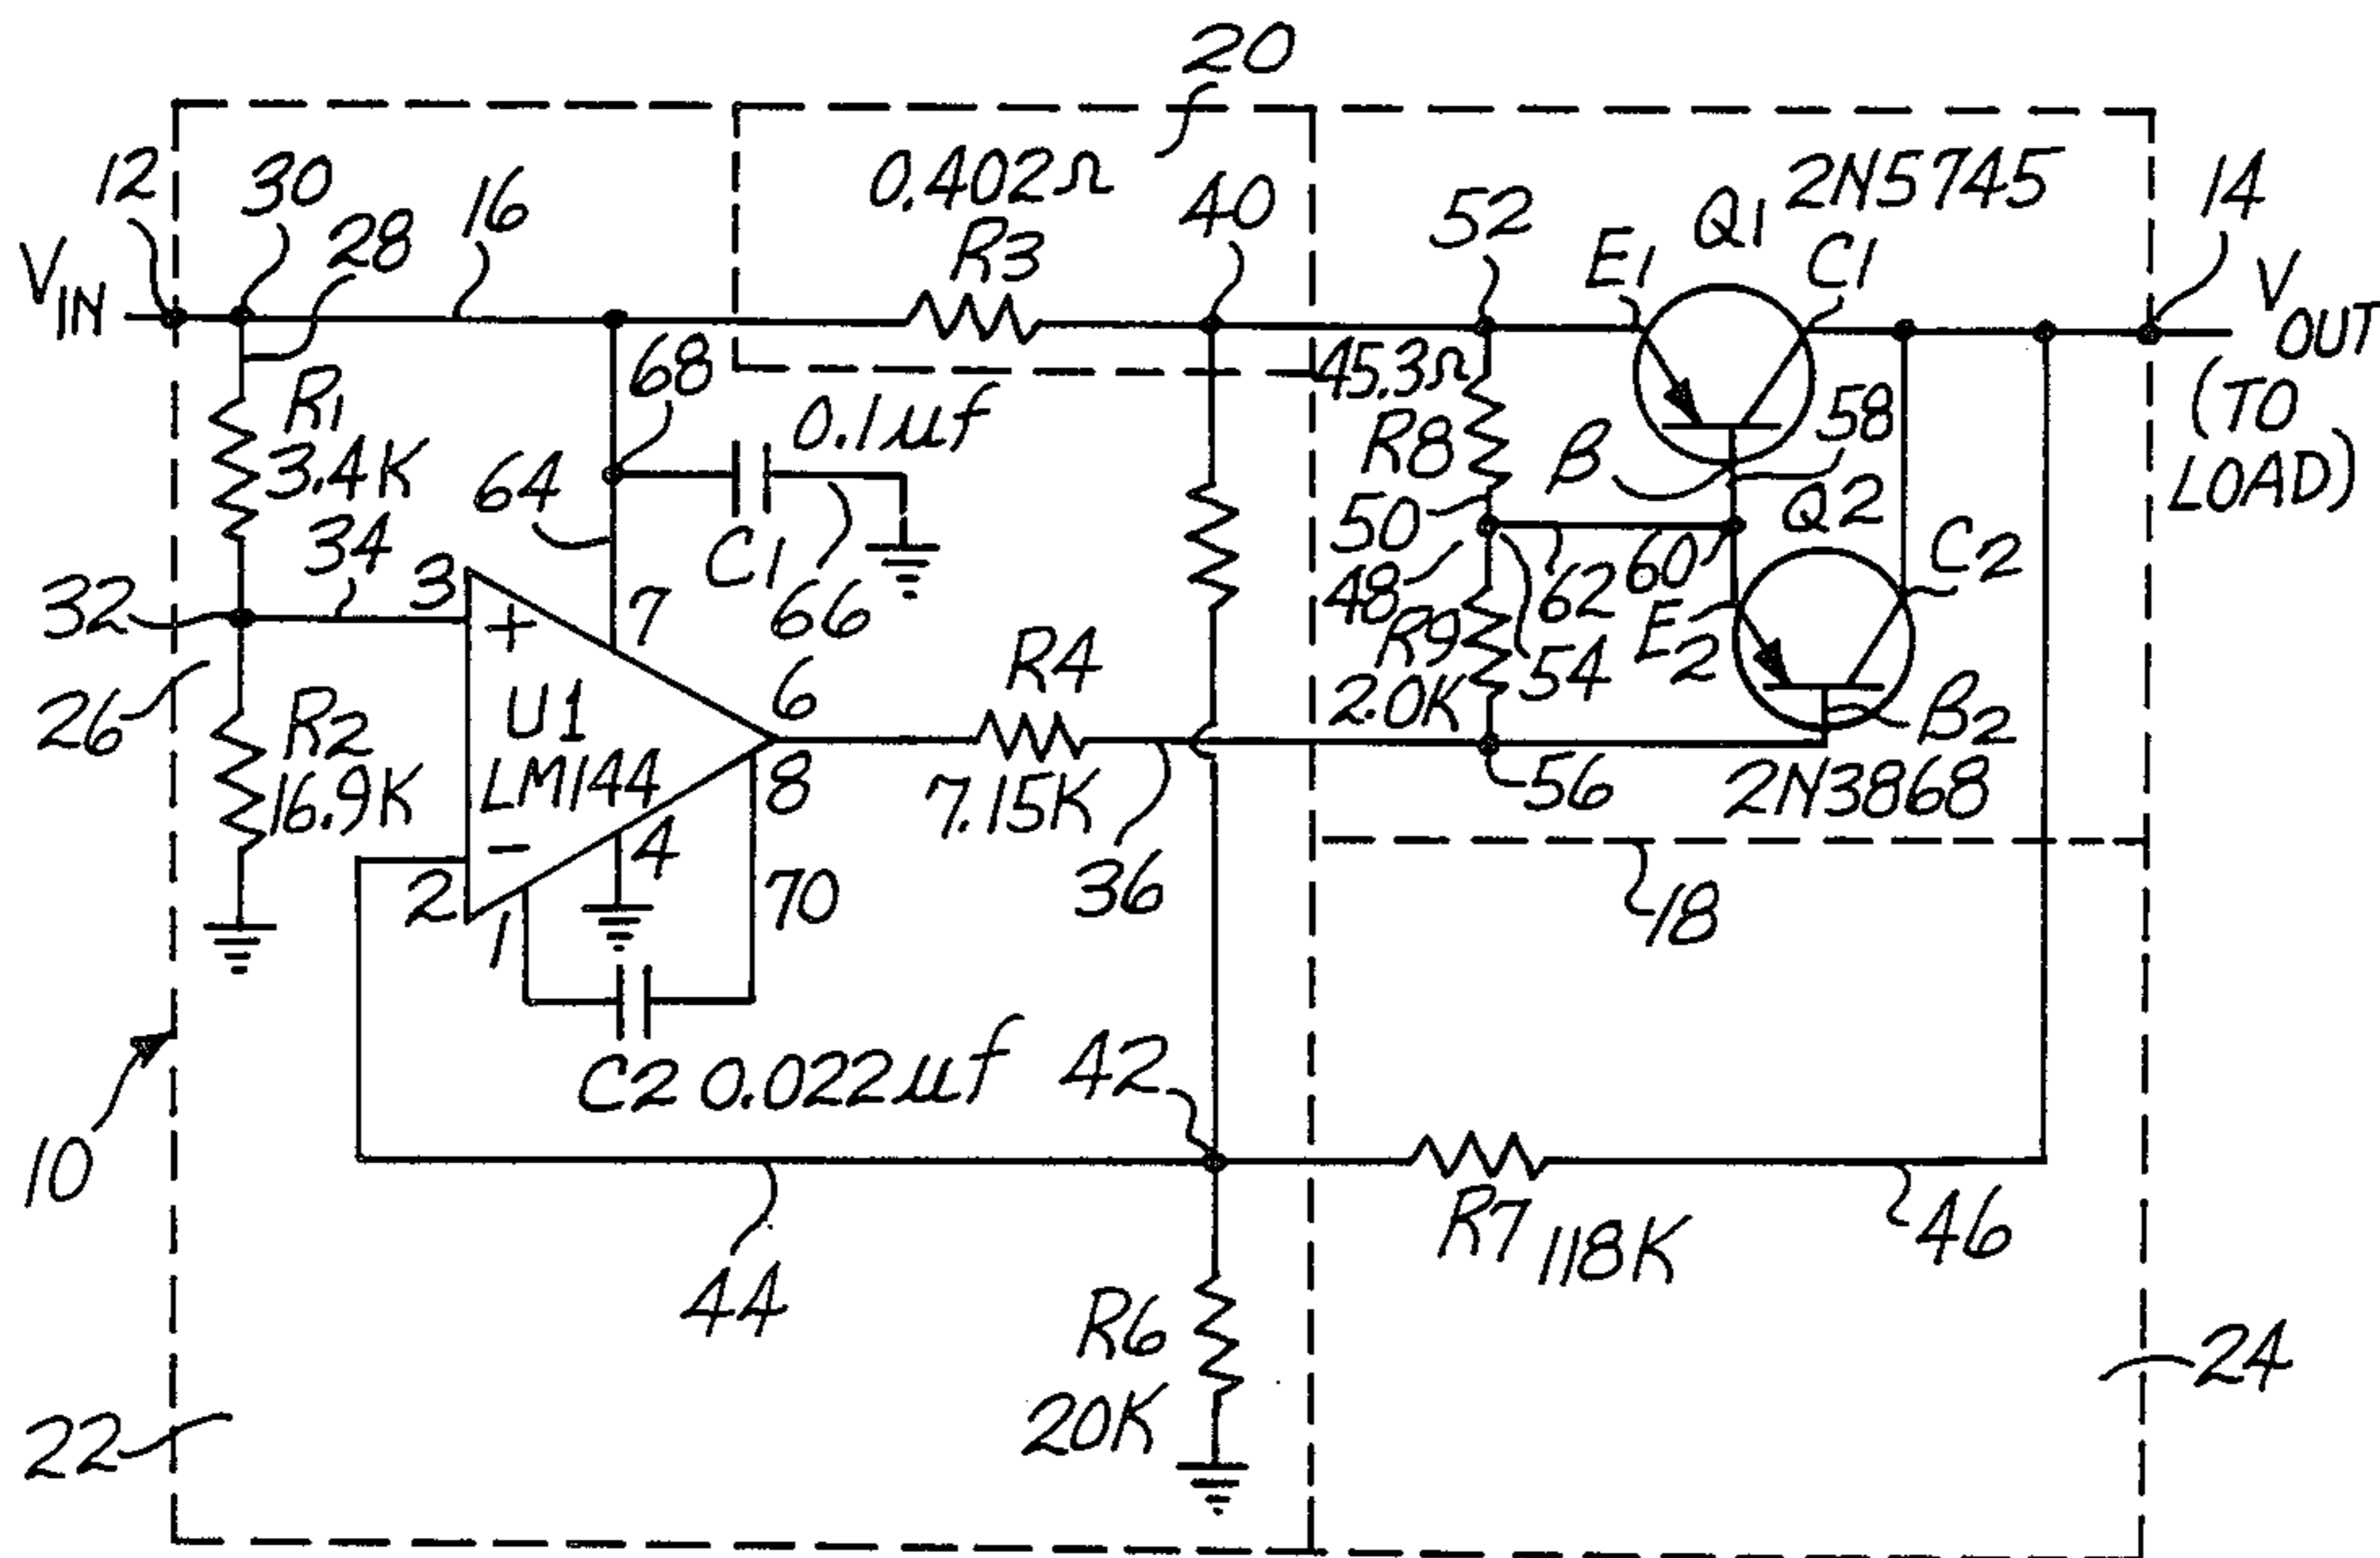 20
12
30
28
16
0.402Ω
R3
40
52
Q1 2N5745
E1
C1
14
VIN
VOUT
(TO
LOAD)
R1
3.4K
68
0.1μf
45.3Ω
R8
B
58
64
34
3
C1
66
50
48
62
60
Q2
C2
E2
32
+
7
R9
54
2.0K
26
R2
16.9K
U1
LM144
6
R4
7.15K
8
B2
56
2N3868
-
2
4
1
70
36
18
C2 0.022μf
42
10
44
R7 118K
46
R6
20K
22
24